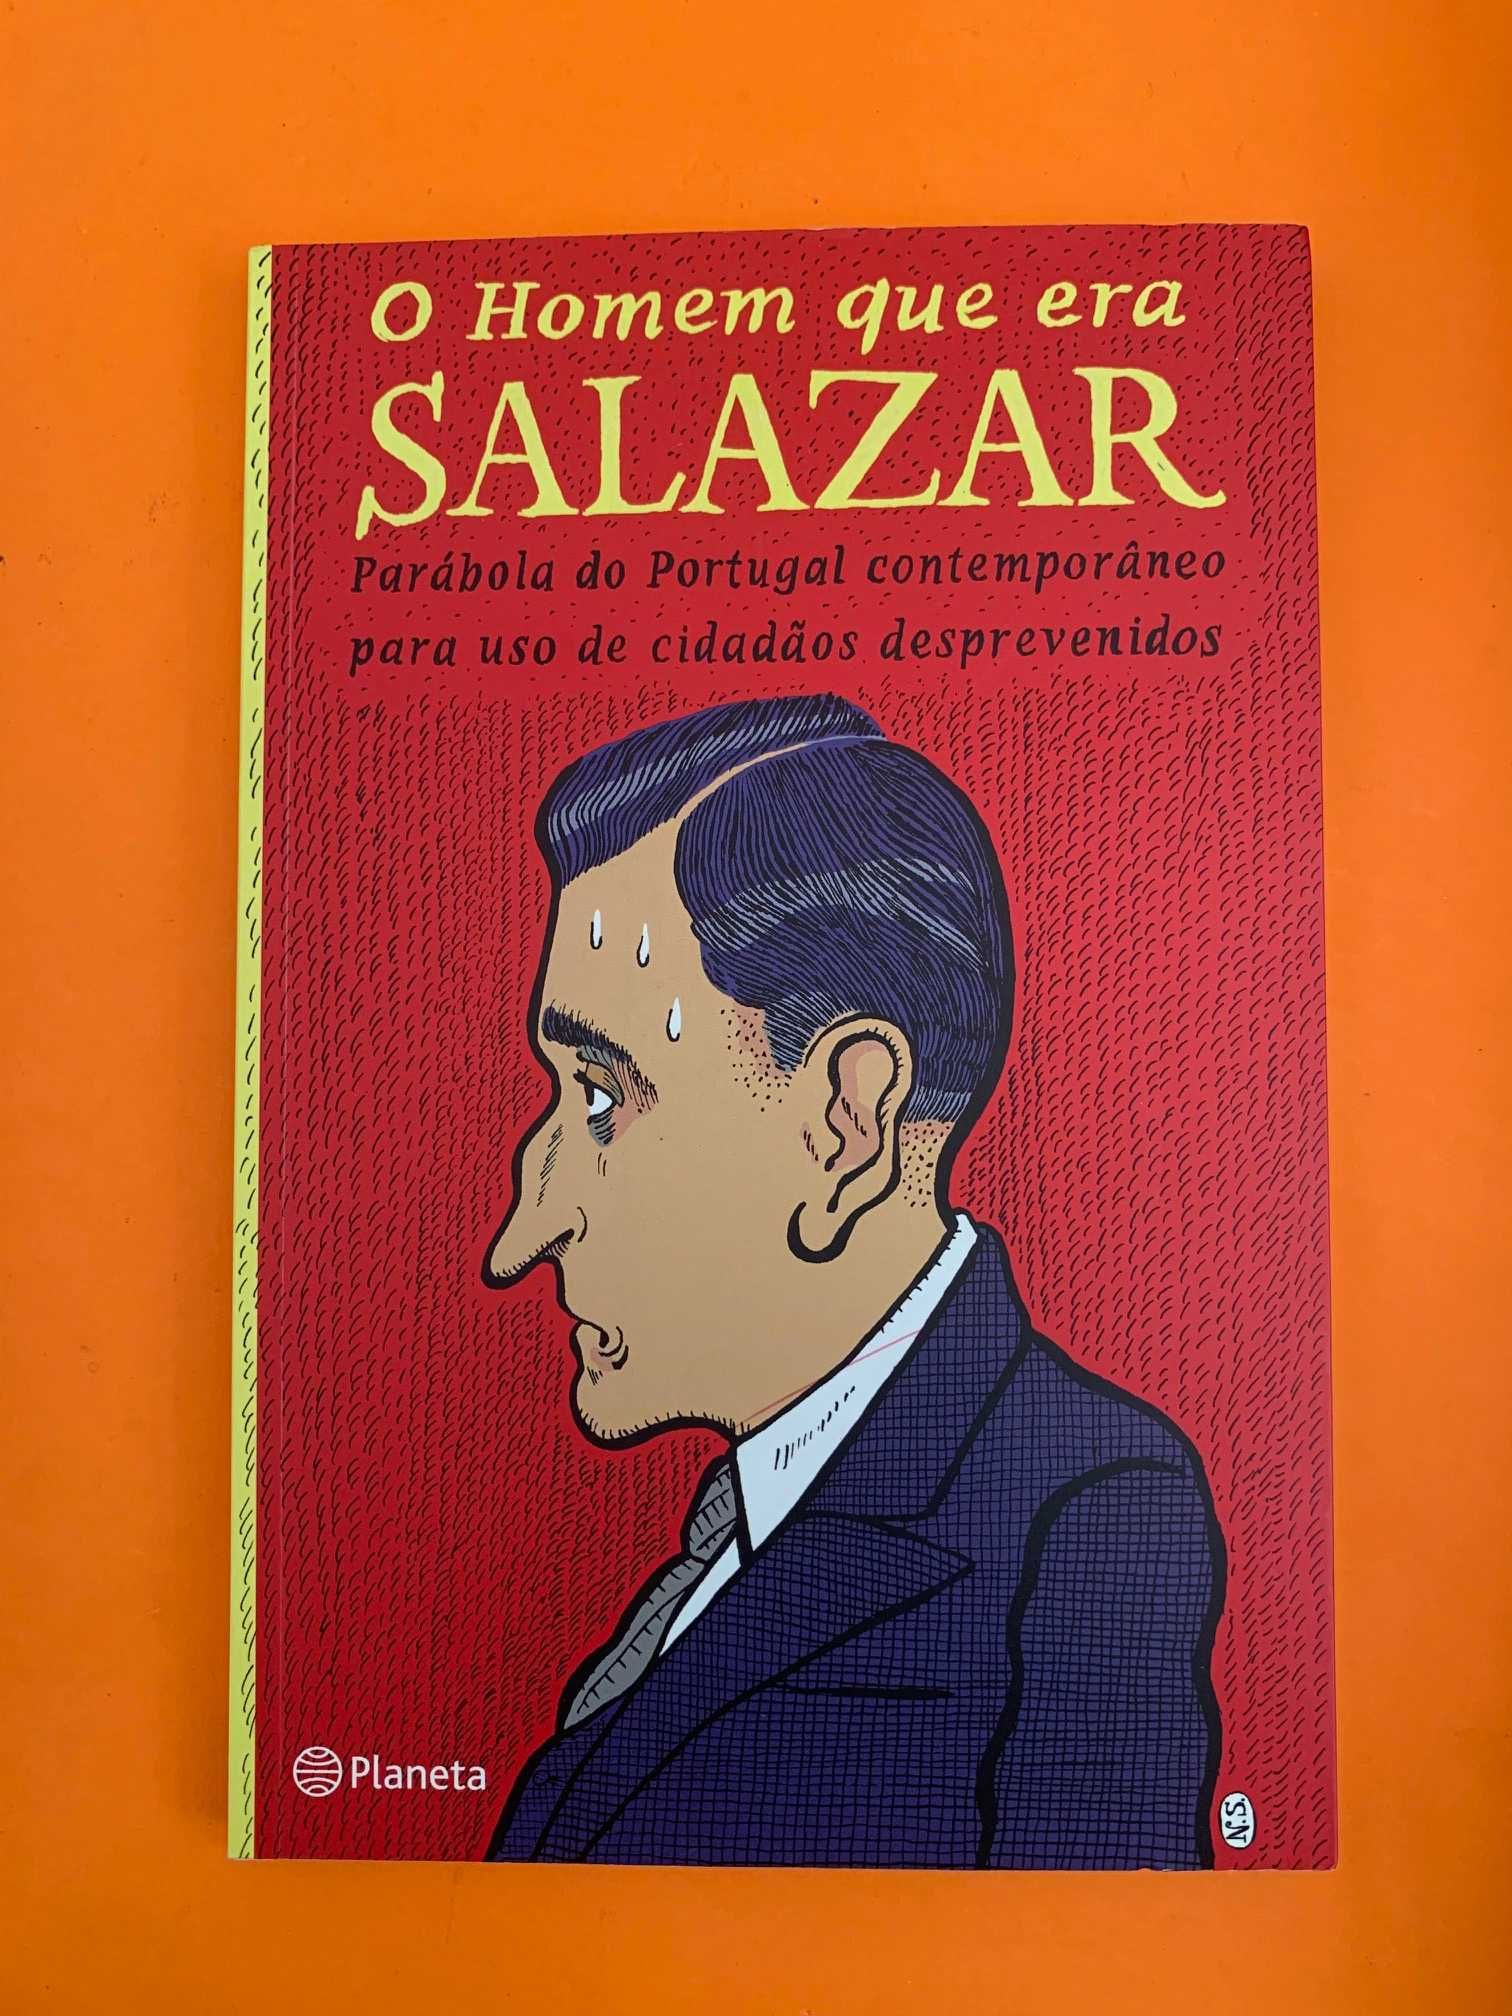 O Homem que era
SALAZAR
Parábola do Portugal contemporâneo
para uso de cidadãos desprevenidos
Planeta
N.S.